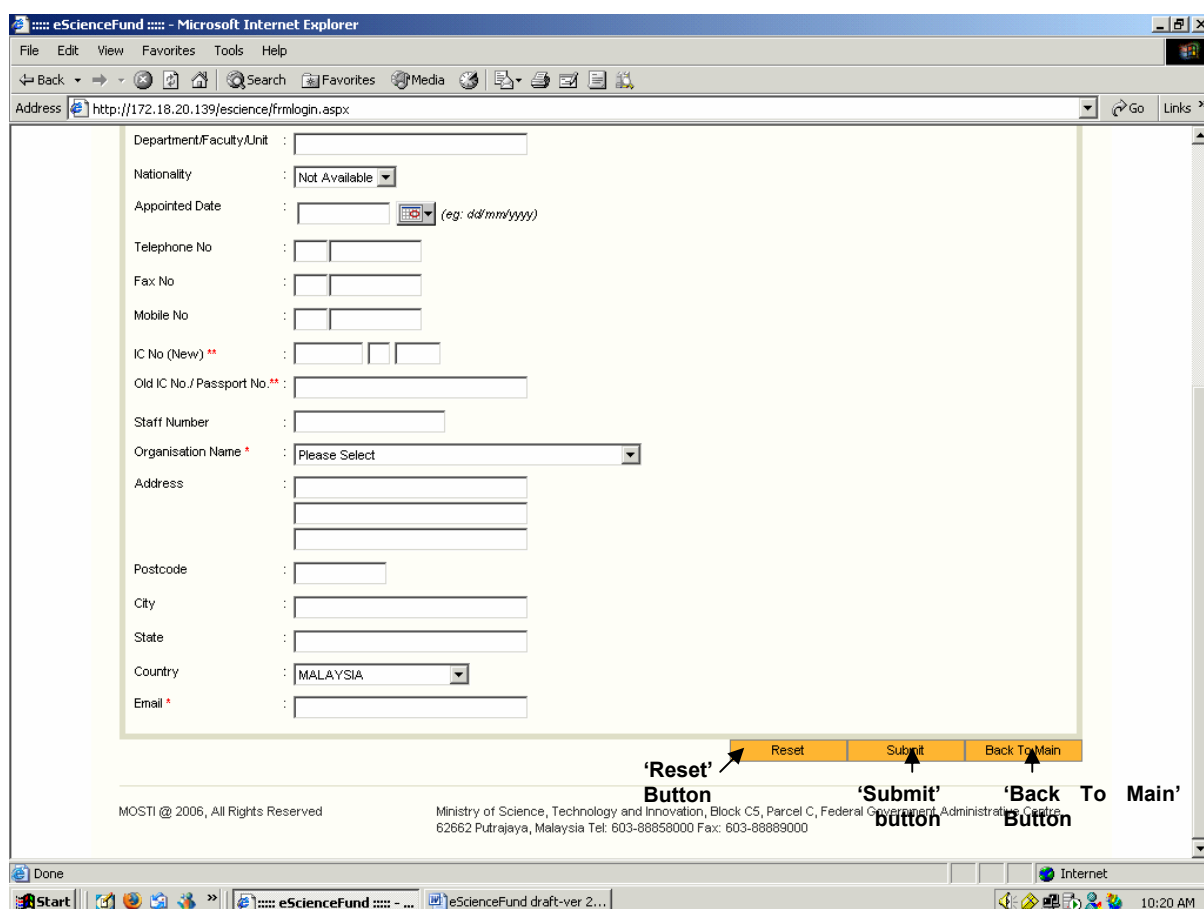 ::::: eScienceFund ::::: - Microsoft Internet Explorer
File Edit View Favorites Tools Help
Back Search Favorites Media
Address http://172.18.20.139/escience/frmlogin.aspx Go Links »
Department/Faculty/Unit :
Nationality : Not Available
Appointed Date : (eg: dd/mm/yyyy)
Telephone No :
Fax No :
Mobile No :
IC No (New) ** :
Old IC No./ Passport No.** :
Staff Number :
Organisation Name * : Please Select
Address :
Postcode :
City :
State :
Country : MALAYSIA
Email * :
Reset Submit Back To Main
‘Reset’ Button
‘Submit’ button
‘Back To Main’ Button
MOSTI @ 2006, All Rights Reserved
Ministry of Science, Technology and Innovation, Block C5, Parcel C, Federal Government Administrative Centre
62662 Putrajaya, Malaysia Tel: 603-88858000 Fax: 603-88889000
Done Internet
Start » ::::: eScienceFund ::::: - ... eScienceFund draft-ver 2... 10:20 AM